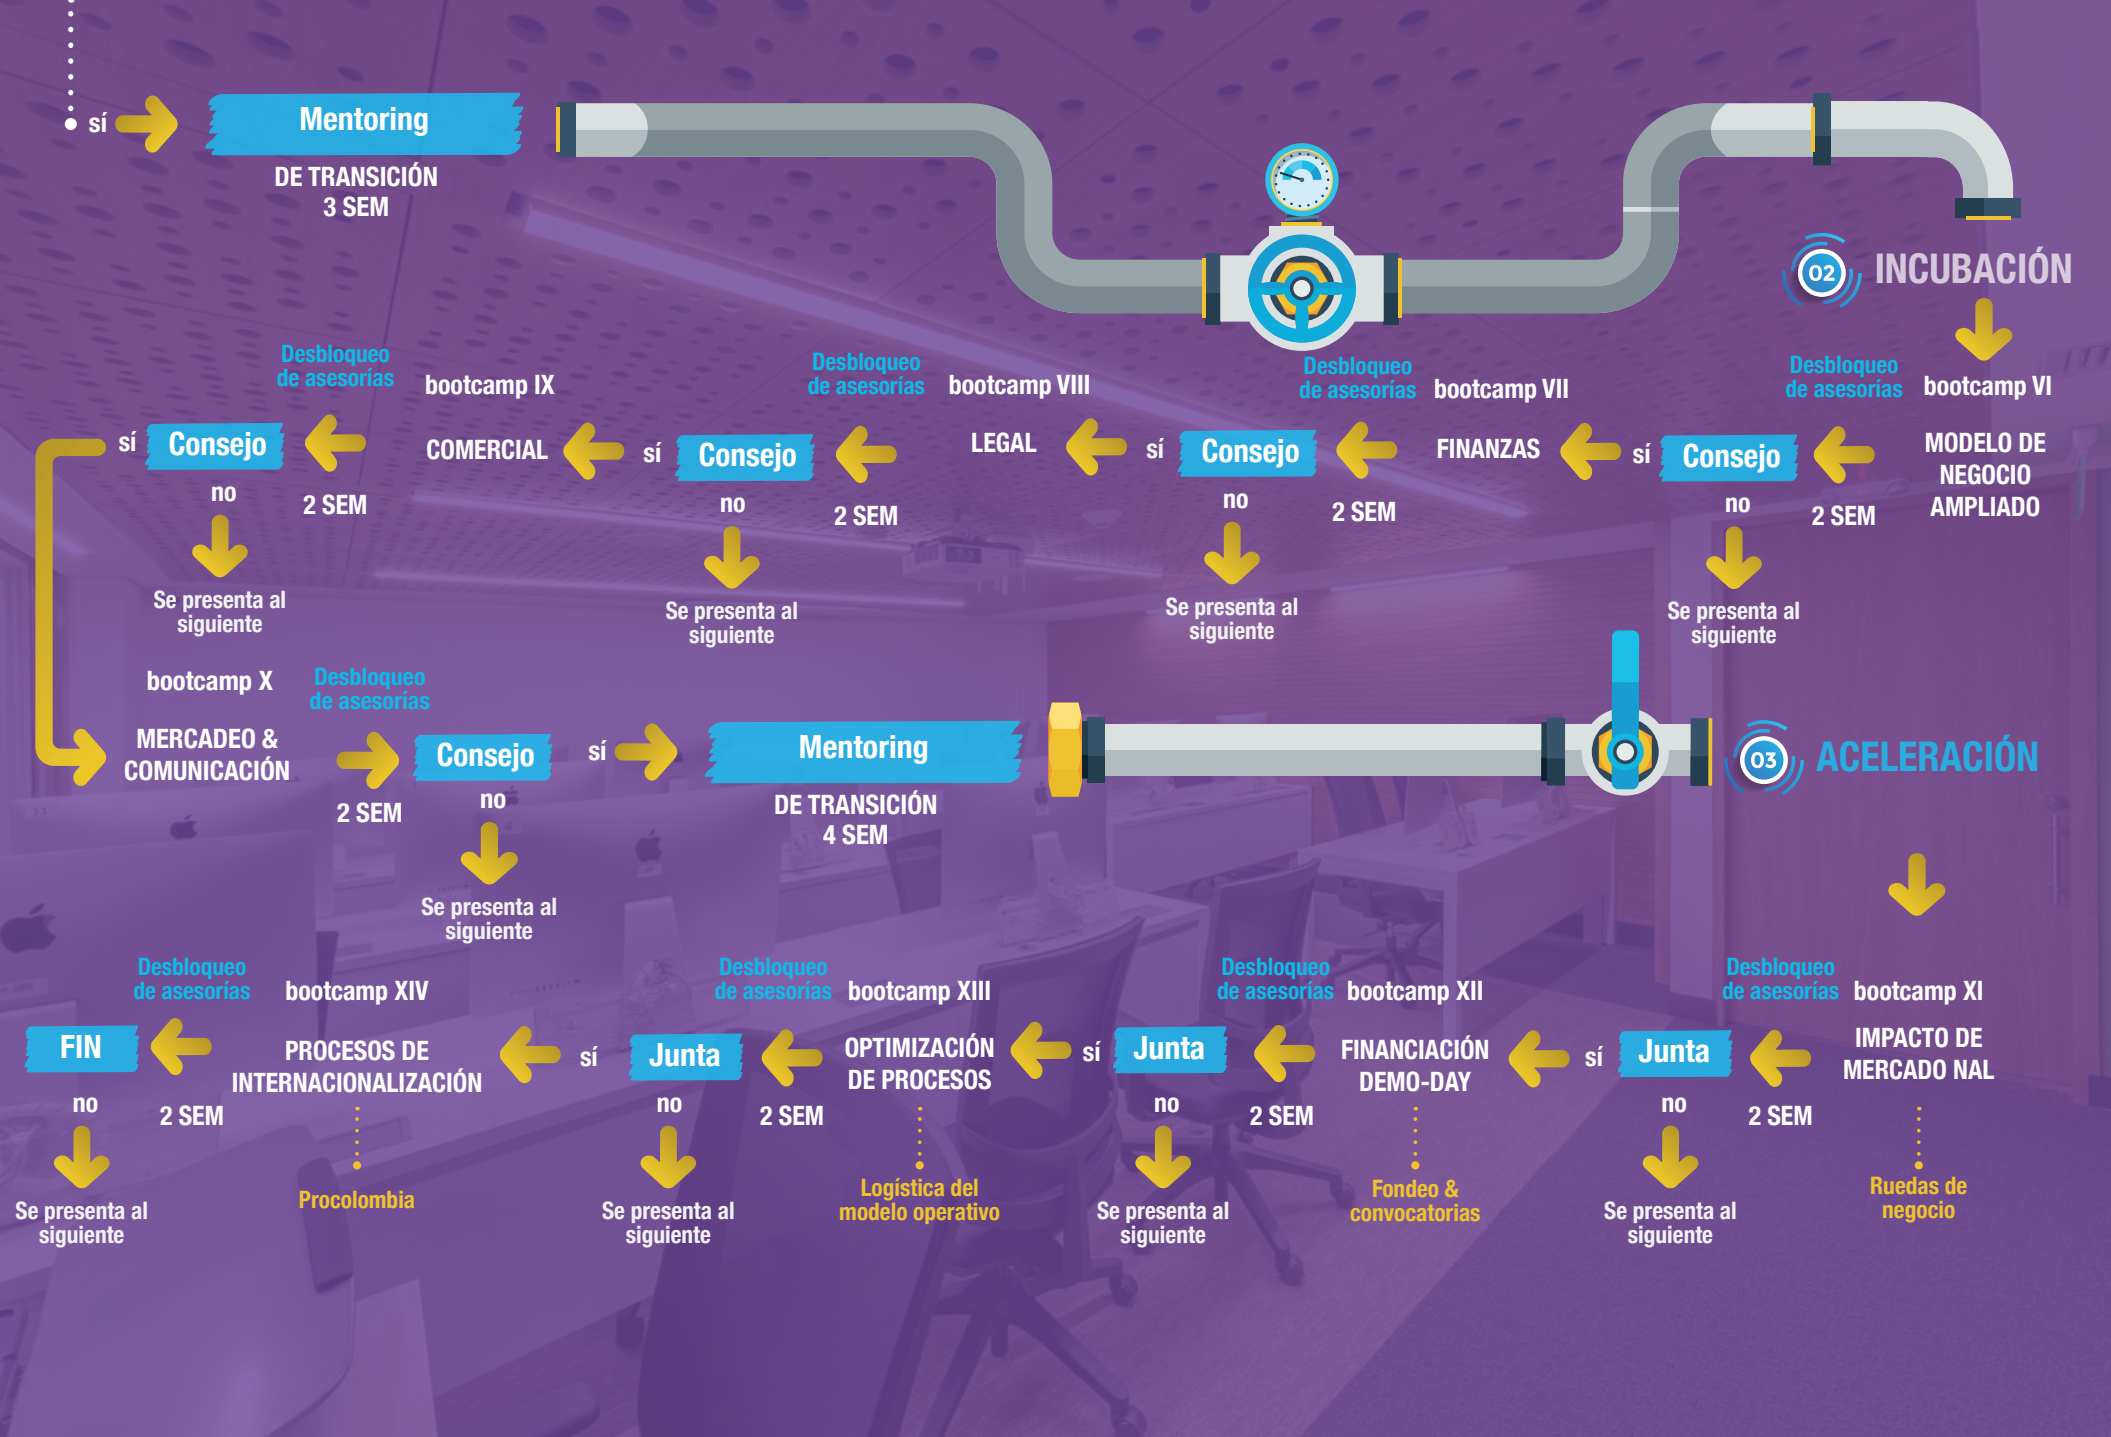 sí
Mentoring
DE TRANSICIÓN
3 SEM
02
INCUBACIÓN
bootcamp VI
MODELO DE
NEGOCIO
AMPLIADO
Desbloqueo
de asesorías
2 SEM
Consejo
no
Se presenta al
siguiente
sí
bootcamp VII
FINANZAS
Desbloqueo
de asesorías
2 SEM
Consejo
no
Se presenta al
siguiente
sí
bootcamp VIII
LEGAL
Desbloqueo
de asesorías
2 SEM
Consejo
no
Se presenta al
siguiente
sí
bootcamp IX
COMERCIAL
Desbloqueo
de asesorías
2 SEM
Consejo
no
Se presenta al
siguiente
sí
bootcamp X
MERCADEO &
COMUNICACIÓN
Desbloqueo
de asesorías
2 SEM
Consejo
no
Se presenta al
siguiente
sí
Mentoring
DE TRANSICIÓN
4 SEM
03
ACELERACIÓN
bootcamp XI
IMPACTO DE
MERCADO NAL
Ruedas de
negocio
Desbloqueo
de asesorías
2 SEM
Junta
no
Se presenta al
siguiente
sí
bootcamp XII
FINANCIACIÓN
DEMO-DAY
Fondeo &
convocatorias
Desbloqueo
de asesorías
2 SEM
Junta
no
Se presenta al
siguiente
sí
bootcamp XIII
OPTIMIZACIÓN
DE PROCESOS
Logística del
modelo operativo
Desbloqueo
de asesorías
2 SEM
Junta
no
Se presenta al
siguiente
sí
bootcamp XIV
PROCESOS DE
INTERNACIONALIZACIÓN
Procolombia
Desbloqueo
de asesorías
2 SEM
FIN
no
Se presenta al
siguiente